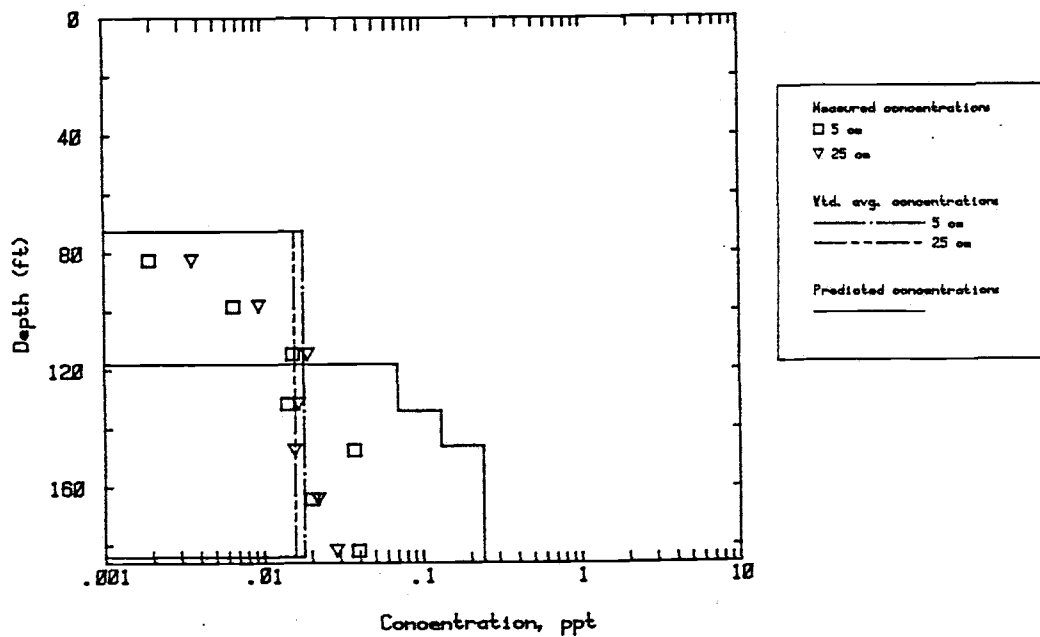 0
40
80
120
160
Depth (ft)
.001
.01
.1
1
10
Concentration, ppt
Measured concentrations
5 cm
25 cm
Wtd. avg. concentrations
5 cm
25 cm
Predicted concentrations